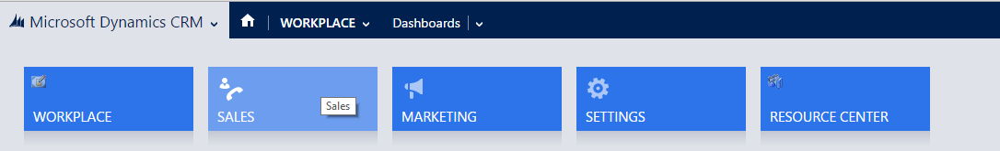 Microsoft Dynamics CRM WORKPLACE Dashboards
WORKPLACE SALES Sales MARKETING SETTINGS RESOURCE CENTER